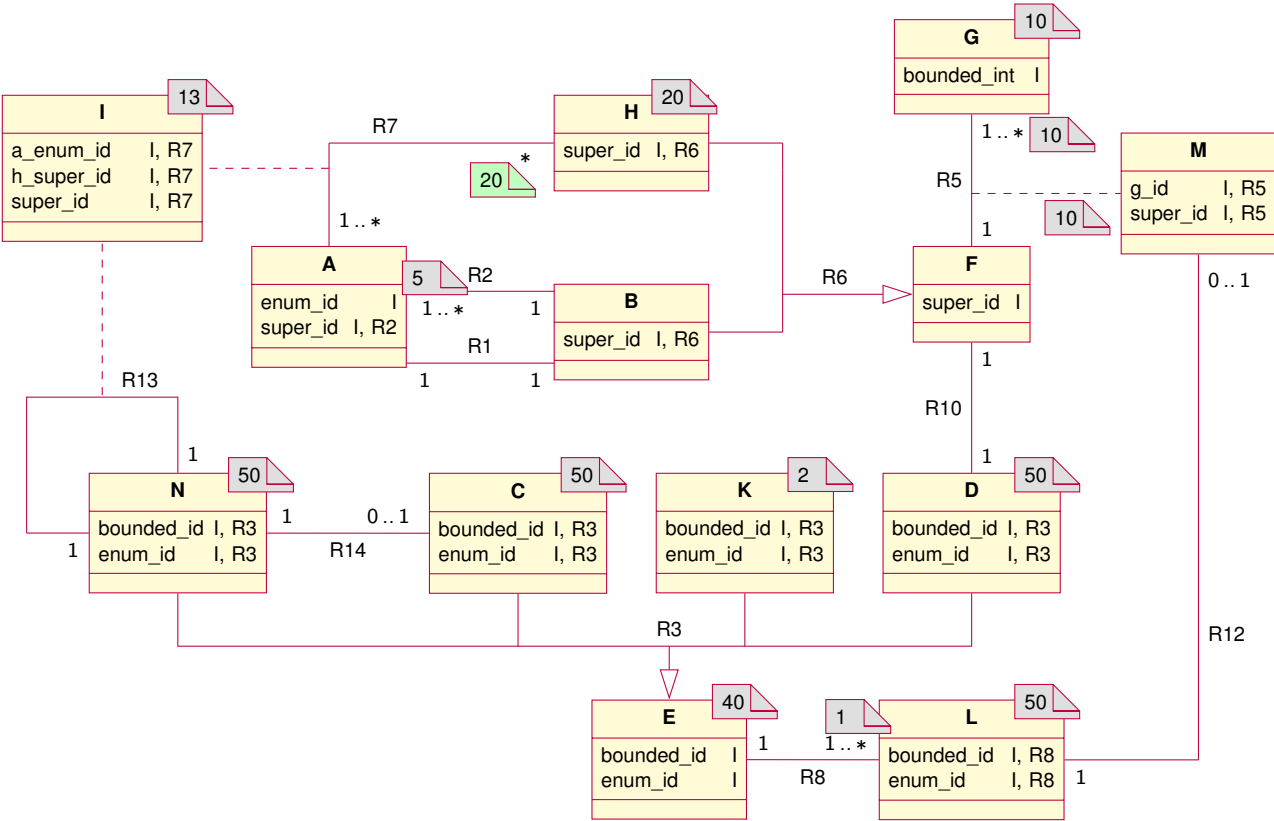 10
G
bounded_int I
1 .. *
10
13
I
a_enum_id I, R7
h_super_id I, R7
super_id I, R7
R7
20
H
super_id I, R6
*
20
1 .. *
M
g_id I, R5
super_id I, R5
R5
10
1
0 .. 1
A
5
enum_id I
super_id I, R2
R2
1 .. *
1
R1
1
1
B
super_id I, R6
R6
F
super_id I
1
R10
1
R13
1
1
50
N
bounded_id I, R3
enum_id I, R3
1
0 .. 1
R14
50
C
bounded_id I, R3
enum_id I, R3
2
K
bounded_id I, R3
enum_id I, R3
50
D
bounded_id I, R3
enum_id I, R3
R3
R12
40
E
bounded_id I
enum_id I
1
1 .. *
R8
1
50
L
bounded_id I, R8
enum_id I, R8
1